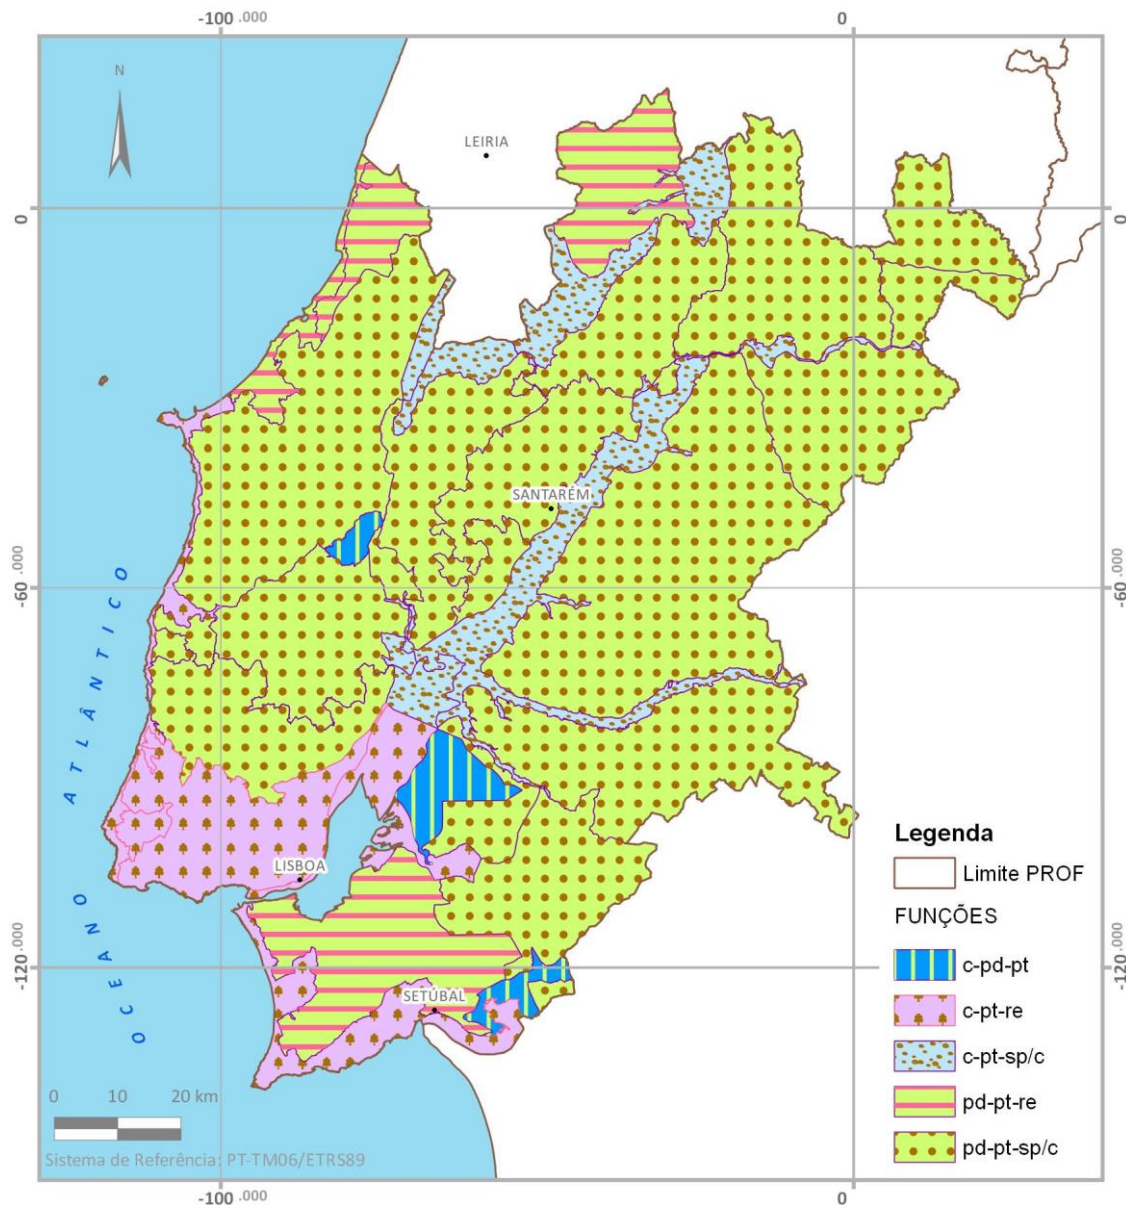 -100 .000
0
N
LEIRIA
0
0
SANTARÉM
-60 .000
-60 .000
OCEANO ATLÂNTICO
LISBOA
SETÚBAL
-120 .000
-120 .000
Legenda
Limite PROF
FUNÇÕES
c-pd-pt
c-pt-re
c-pt-sp/c
pd-pt-re
pd-pt-sp/c
0 10 20 km
Sistema de Referência: PT-TM06/ETRS89
-100 .000
0